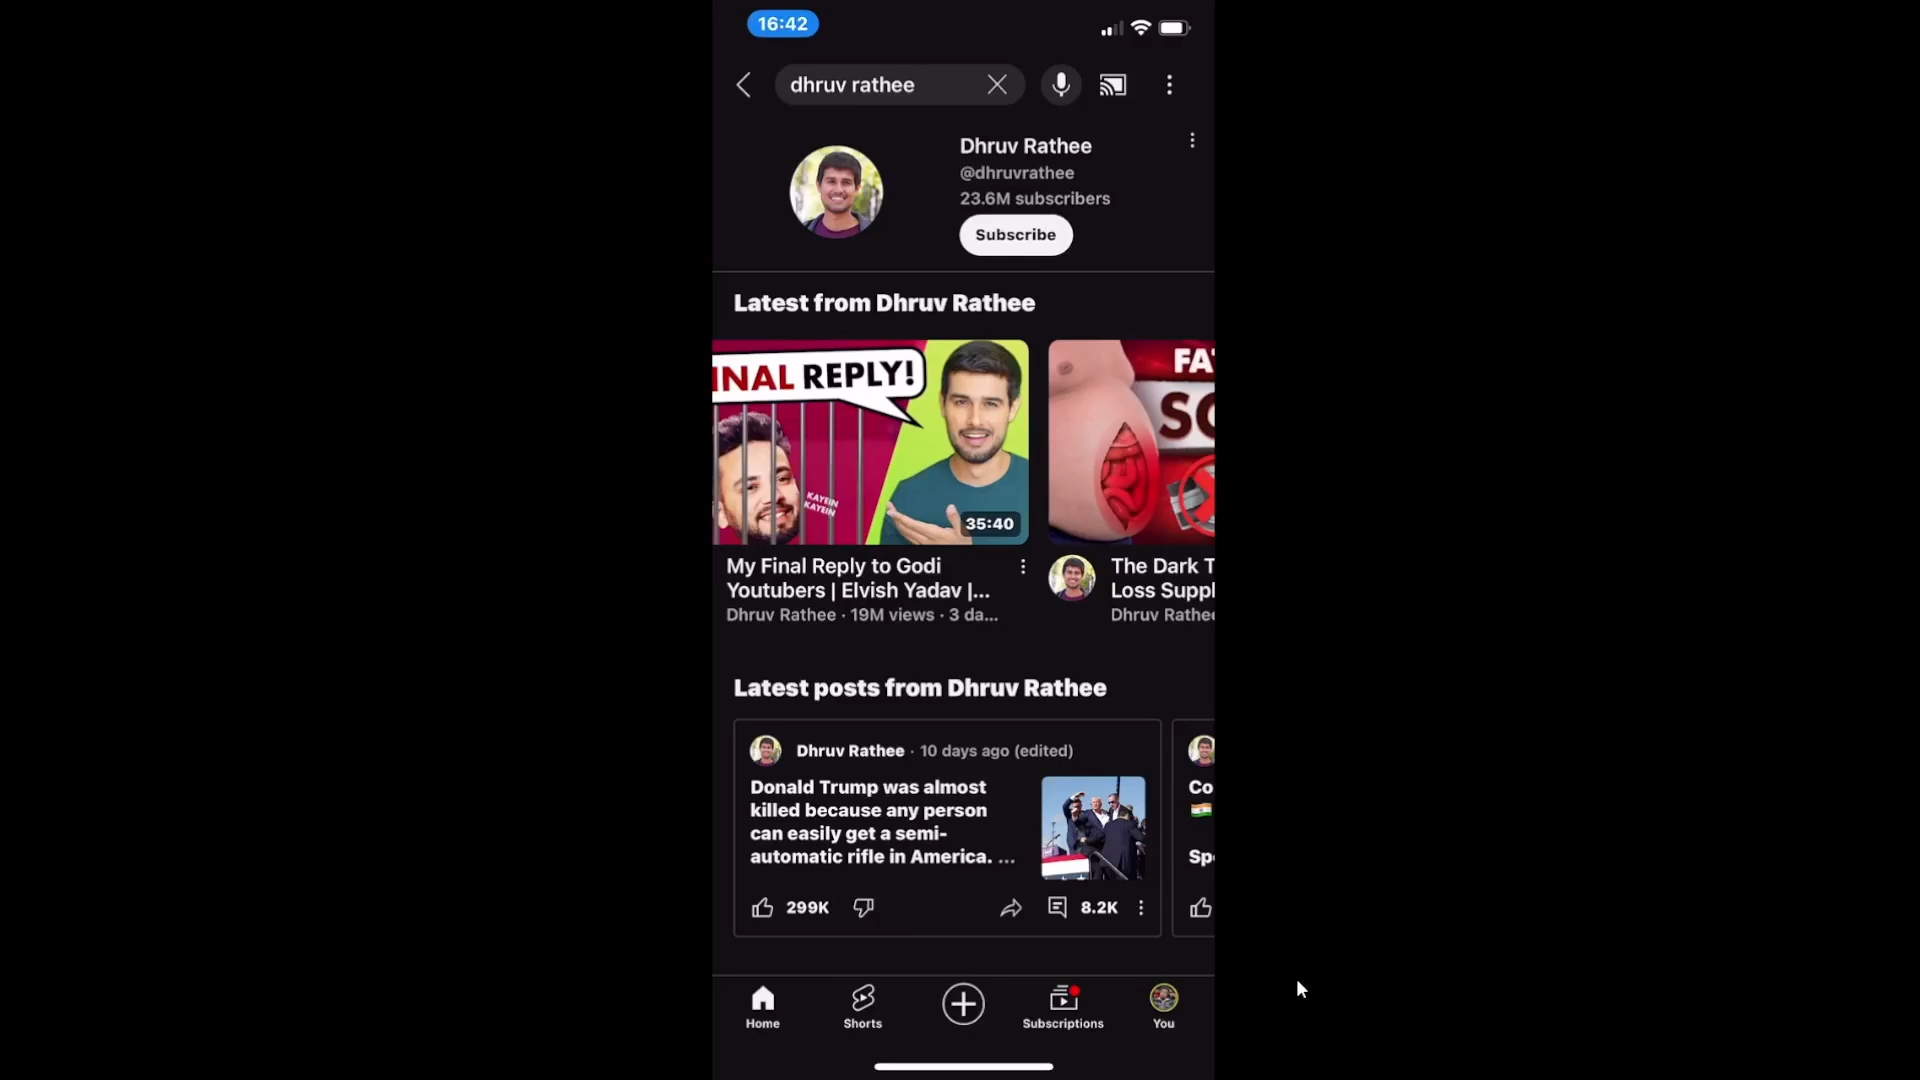 16:42
dhruv rathee
Dhruv Rathee
@dhruvrathee
23.6M subscribers
Subscribe
Latest from Dhruv Rathee
INAL REPLY!
KAYEIN
KAYEIN
35:40
FA
SC
My Final Reply to Godi
Youtubers | Elvish Yadav |...
Dhruv Rathee · 19M views · 3 da...
The Dark T
Loss Suppl
Dhruv Rathee
Latest posts from Dhruv Rathee
Dhruv Rathee · 10 days ago (edited)
Donald Trump was almost
killed because any person
can easily get a semi-
automatic rifle in America. ...
299K
8.2K
Co
Spe
Home
Shorts
Subscriptions
You